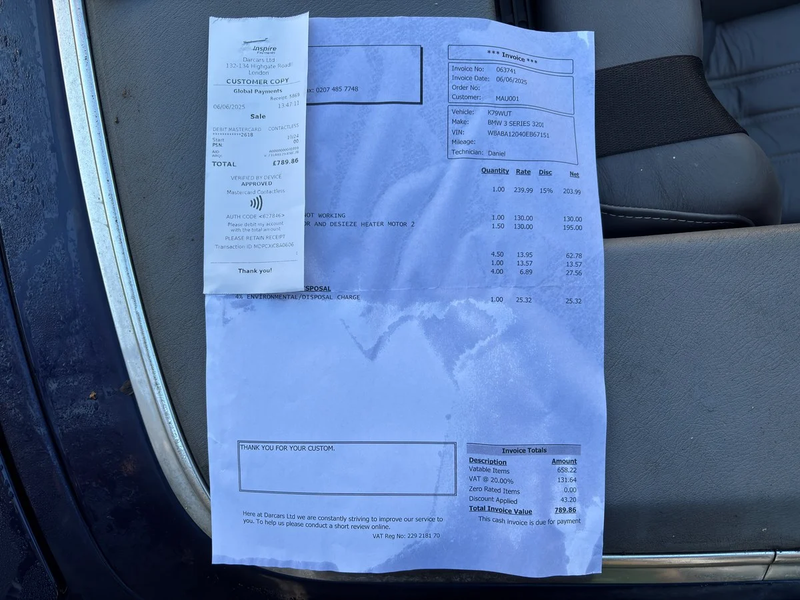 Inspire
Darcars Ltd
132-134 Highgate Road
London
CUSTOMER COPY
Global Payments
06/06/2025 13:47:11
Sale
DEBIT MASTERCARD CONTACTLESS
TOTAL £789.86
VERIFIED BY DEVICE
APPROVED
Mastercard Contactless
Please debit my account
with the total amount
PLEASE RETAIN RECEIPT
Thank you!
0207 485 7748
*** Invoice ***
Invoice No: 063741
Invoice Date: 06/06/2025
Order No:
Customer: MAU001
Vehicle: K79WUT
Make: BMW 3 SERIES 320i
VIN: WBABA12040EB67151
Mileage:
Technician: Daniel
Quantity Rate Disc Net
1.00 239.99 15% 203.99
NOT WORKING 1.00 130.00 130.00
AND DESIEZE HEATER MOTOR 2 1.50 130.00 195.00
4.50 13.95 62.78
1.00 13.57 13.57
4.00 6.89 27.56
SPOSAL
ENVIRONMENTAL/DISPOSAL CHARGE 1.00 25.32 25.32
THANK YOU FOR YOUR CUSTOM.
Invoice Totals
Description Amount
Vatable Items 658.22
VAT @ 20.00% 131.64
Zero Rated Items 0.00
Discount Applied 43.20
Total Invoice Value 789.86
This cash invoice is due for payment
Here at Darcars Ltd we are constantly striving to improve our service to
you. To help us please conduct a short review online.
VAT Reg No: 229 2181 70